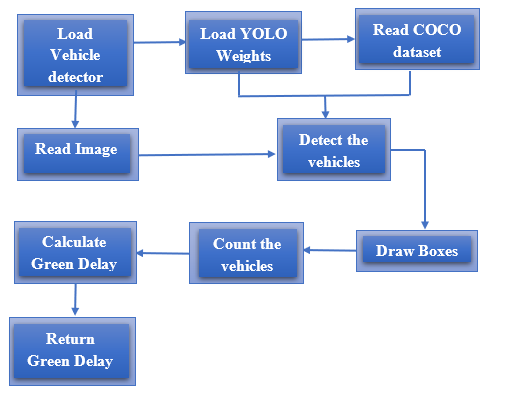 Load
Vehicle
detector
Load YOLO
Weights
Read COCO
dataset
Read Image
Detect the
vehicles
Calculate
Green Delay
Count the
vehicles
Draw Boxes
Return
Green Delay